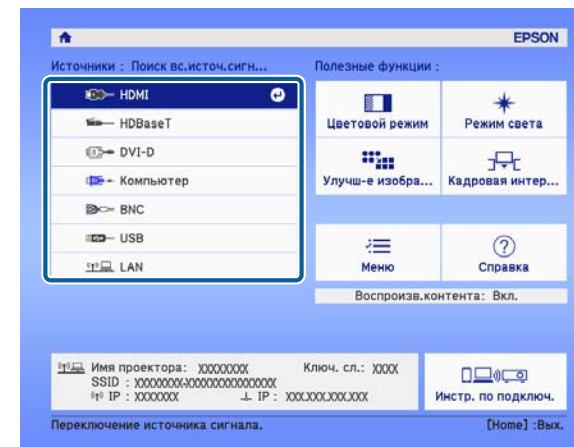 EPSON
Источники : Поиск вс.источ.сигн...
Полезные функции :
HDMI
HDBaseT
DVI-D
Компьютер
BNC
USB
LAN
Цветовой режим
Режим света
Улучш-е изобра...
Кадровая интер...
Меню
Справка
Воспроизв.контента: Вкл.
Имя проектора: XXXXXXXX Ключ. сл.: XXXX
SSID : XXXXXXXX-XXXXXXXXXXXXXXX
IP : XXXXXXX IP : XXX.XXX.XXX.XXX
Инстр. по подключ.
Переключение источника сигнала.
[Home] :Вых.